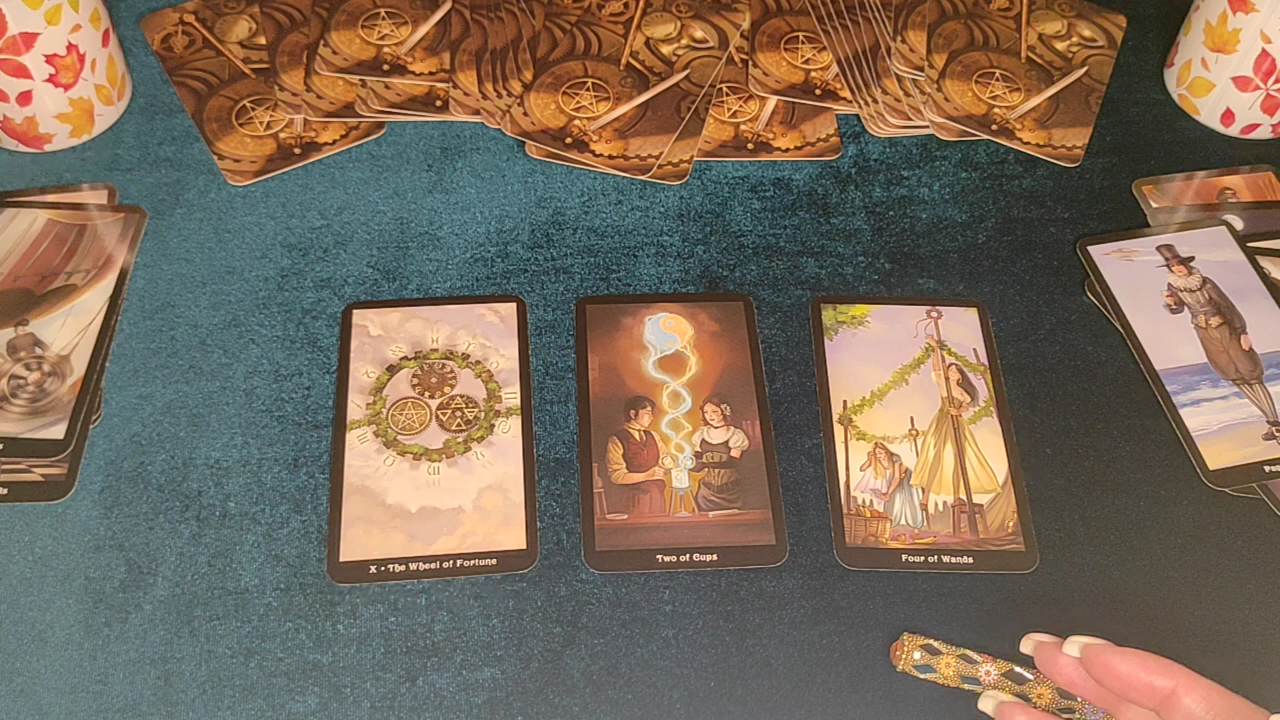 X • The Wheel of Fortune
Two of Cups
Four of Wands